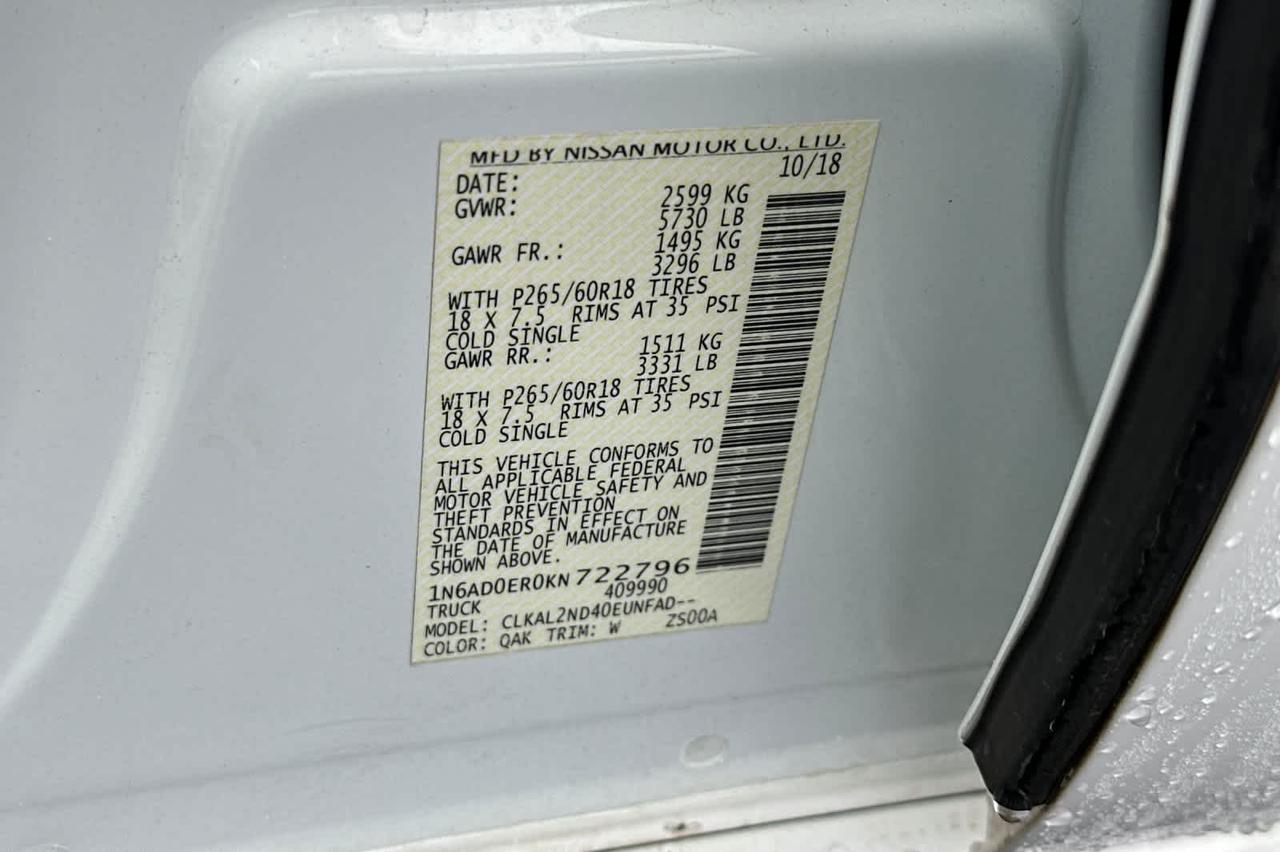 MFD BY NISSAN MOTOR CO., LTD.
DATE: 10/18
GVWR: 2599 KG
5730 LB
GAWR FR.: 1495 KG
3296 LB
WITH P265/60R18 TIRES
18 X 7.5 RIMS AT 35 PSI
COLD SINGLE
GAWR RR.: 1511 KG
3331 LB
WITH P265/60R18 TIRES
18 X 7.5 RIMS AT 35 PSI
COLD SINGLE
THIS VEHICLE CONFORMS TO
ALL APPLICABLE FEDERAL
MOTOR VEHICLE SAFETY AND
THEFT PREVENTION
STANDARDS IN EFFECT ON
THE DATE OF MANUFACTURE
SHOWN ABOVE.
1N6AD0ER0KN722796
TRUCK 409990
MODEL: CLKAL2ND40EUNFAD--
COLOR: QAK TRIM: W ZS00A